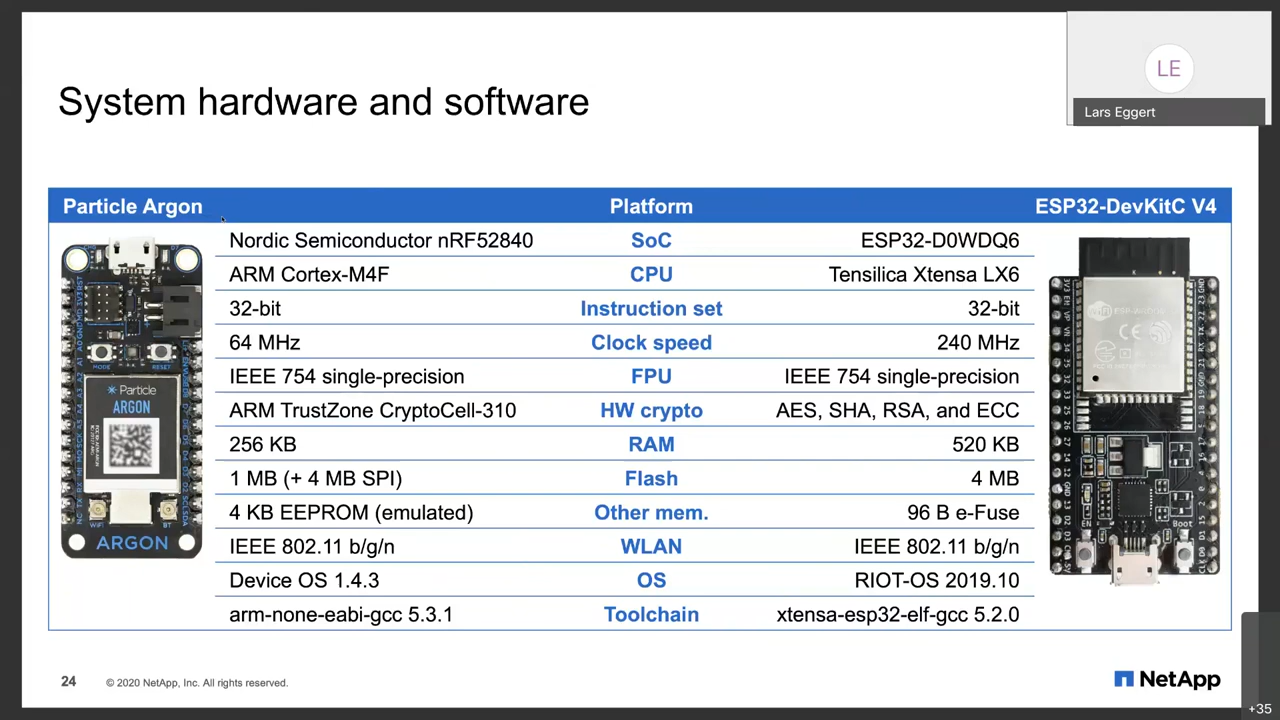 System hardware and software
LE
Lars Eggert
Particle Argon Platform ESP32-DevKitC V4
Nordic Semiconductor nRF52840 SoC ESP32-D0WDQ6
ARM Cortex-M4F CPU Tensilica Xtensa LX6
32-bit Instruction set 32-bit
64 MHz Clock speed 240 MHz
IEEE 754 single-precision FPU IEEE 754 single-precision
ARM TrustZone CryptoCell-310 HW crypto AES, SHA, RSA, and ECC
256 KB RAM 520 KB
1 MB (+ 4 MB SPI) Flash 4 MB
4 KB EEPROM (emulated) Other mem. 96 B e-Fuse
IEEE 802.11 b/g/n WLAN IEEE 802.11 b/g/n
Device OS 1.4.3 OS RIOT-OS 2019.10
arm-none-eabi-gcc 5.3.1 Toolchain xtensa-esp32-elf-gcc 5.2.0
MODE RESET
Particle
ARGON
WiFi BT
ARGON
EN Boot
24 © 2020 NetApp, Inc. All rights reserved.
NetApp
+35